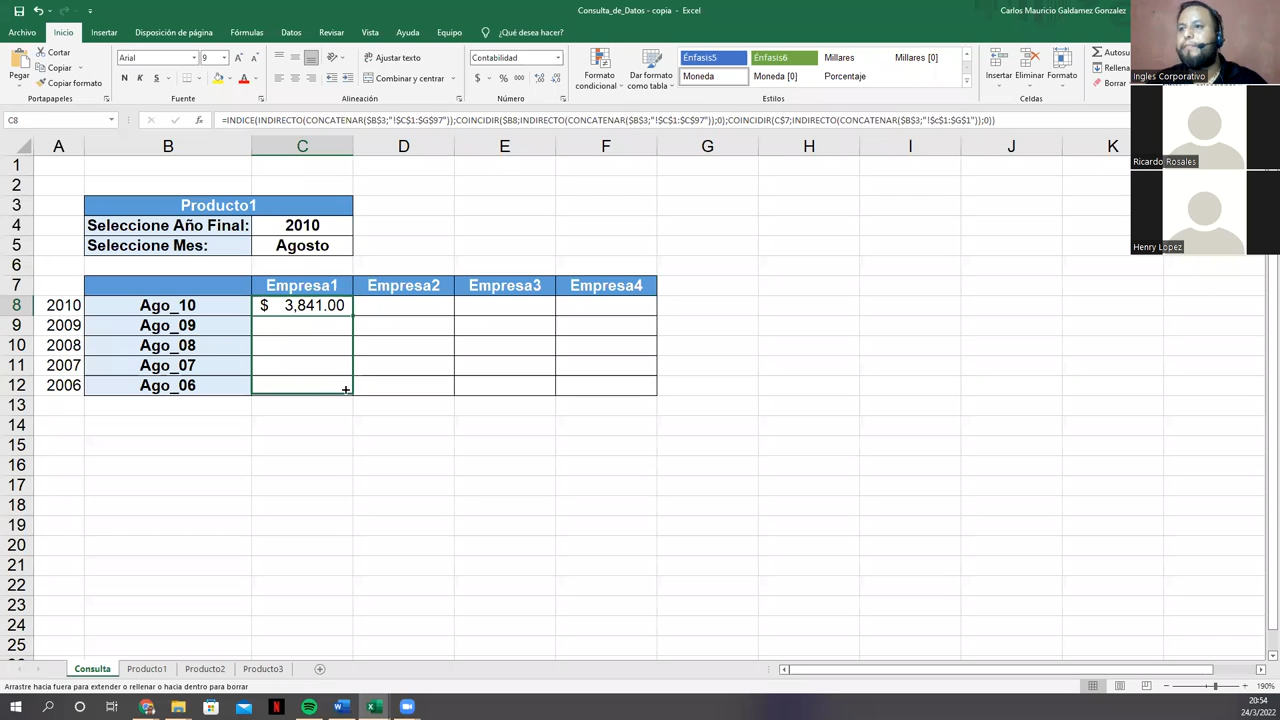 Consulta_de_Datos - copia - Excel
Carlos Mauricio Galdamez Gonzalez
Archivo Inicio Insertar Disposición de página Fórmulas Datos Revisar Vista Ayuda Equipo ¿Qué desea hacer?
Pegar
Cortar
Copiar
Copiar formato
Portapapeles
Arial 9
N K S
Fuente
Ajustar texto
Combinar y centrar
Alineación
Contabilidad
$ % 000
Número
Formato condicional
Dar formato como tabla
Énfasis5 Énfasis6 Millares Millares [0]
Moneda Moneda [0] Porcentaje
Estilos
Insertar Eliminar Formato
Celdas
Autosu
Rellena
Borrar
Ingles Corporativo
Ricardo Rosales
Henry Lopez
C8 =INDICE(INDIRECTO(CONCATENAR($B$3;"!$C$1:$G$97"));COINCIDIR($B8;INDIRECTO(CONCATENAR($B$3;"!$c$1:$C$97"));0);COINCIDIR(C$7;INDIRECTO(CONCATENAR($B$3;"!$c$1:$G$1"));0))
A B C D E F G H I J K
1
2
3 Producto1
4 Seleccione Año Final: 2010
5 Seleccione Mes: Agosto
6
7 Empresa1 Empresa2 Empresa3 Empresa4
8 2010 Ago_10 $ 3,841.00
9 2009 Ago_09
10 2008 Ago_08
11 2007 Ago_07
12 2006 Ago_06
13
14
15
16
17
18
19
20
21
22
23
24
25
Consulta Producto1 Producto2 Producto3
Arrastre hacia fuera para extender o rellenar o hacia dentro para borrar
190%
20:54
24/3/2022